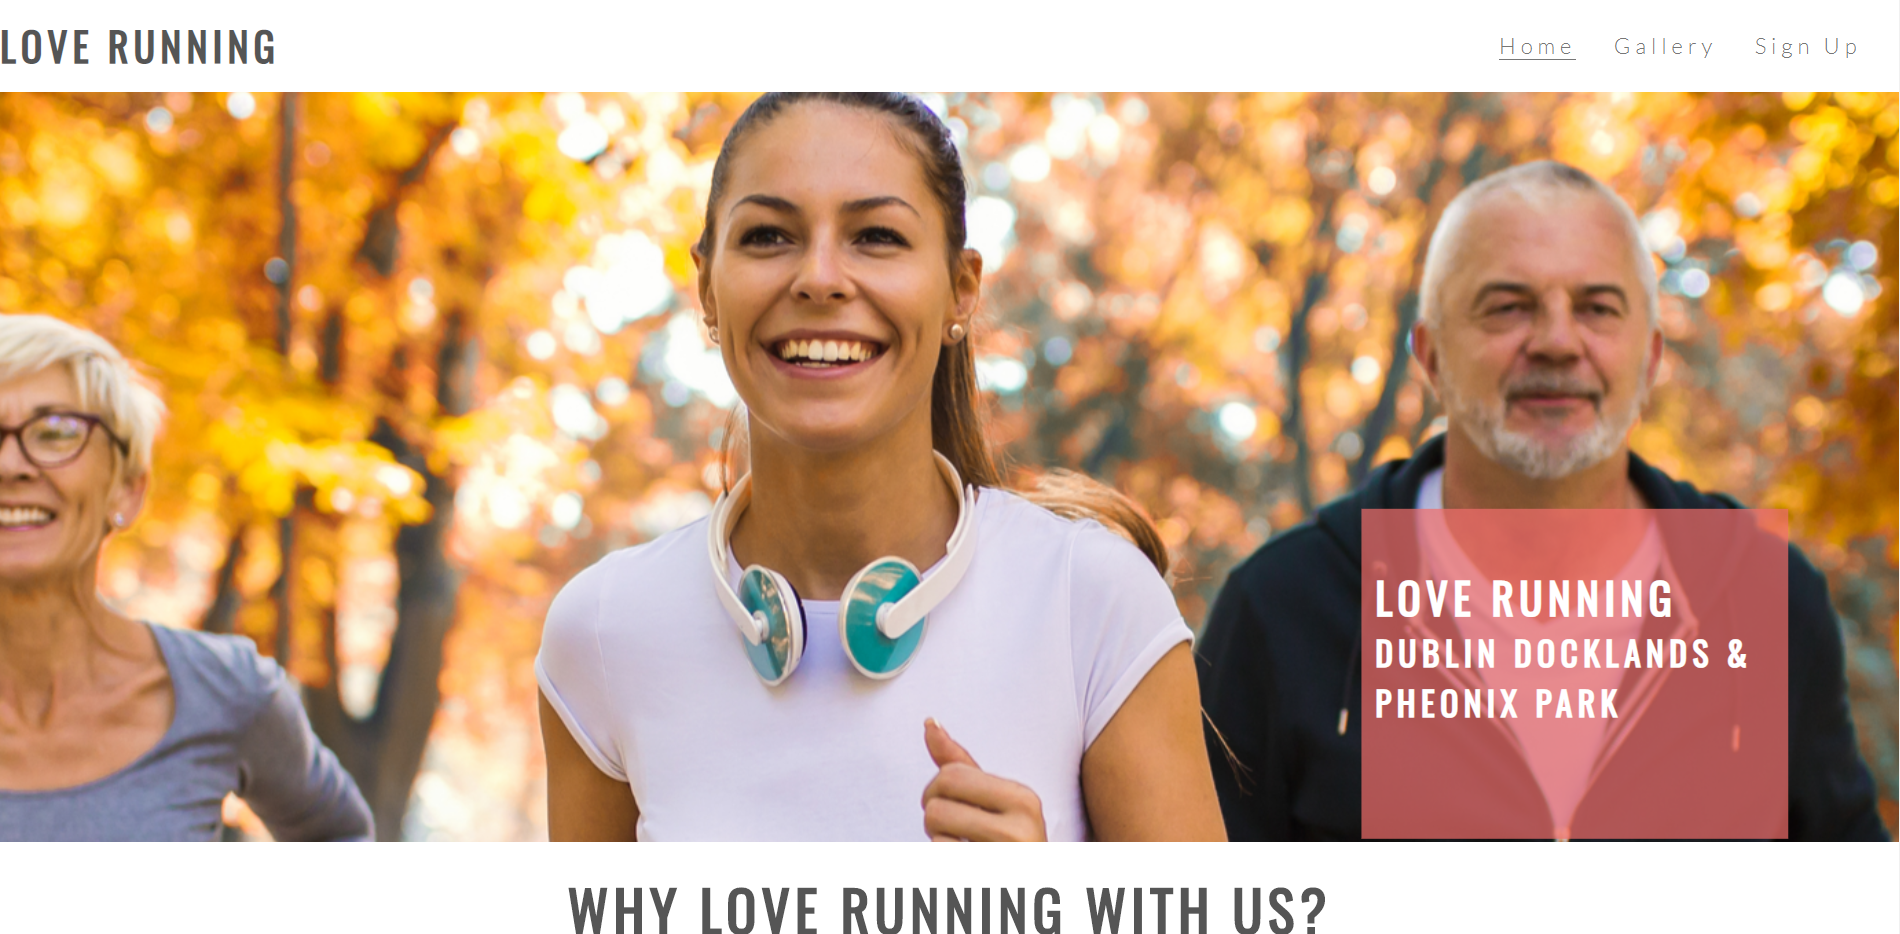 LOVE RUNNING
Home Gallery Sign Up
LOVE RUNNING
DUBLIN DOCKLANDS &
PHEONIX PARK
WHY LOVE RUNNING WITH US?